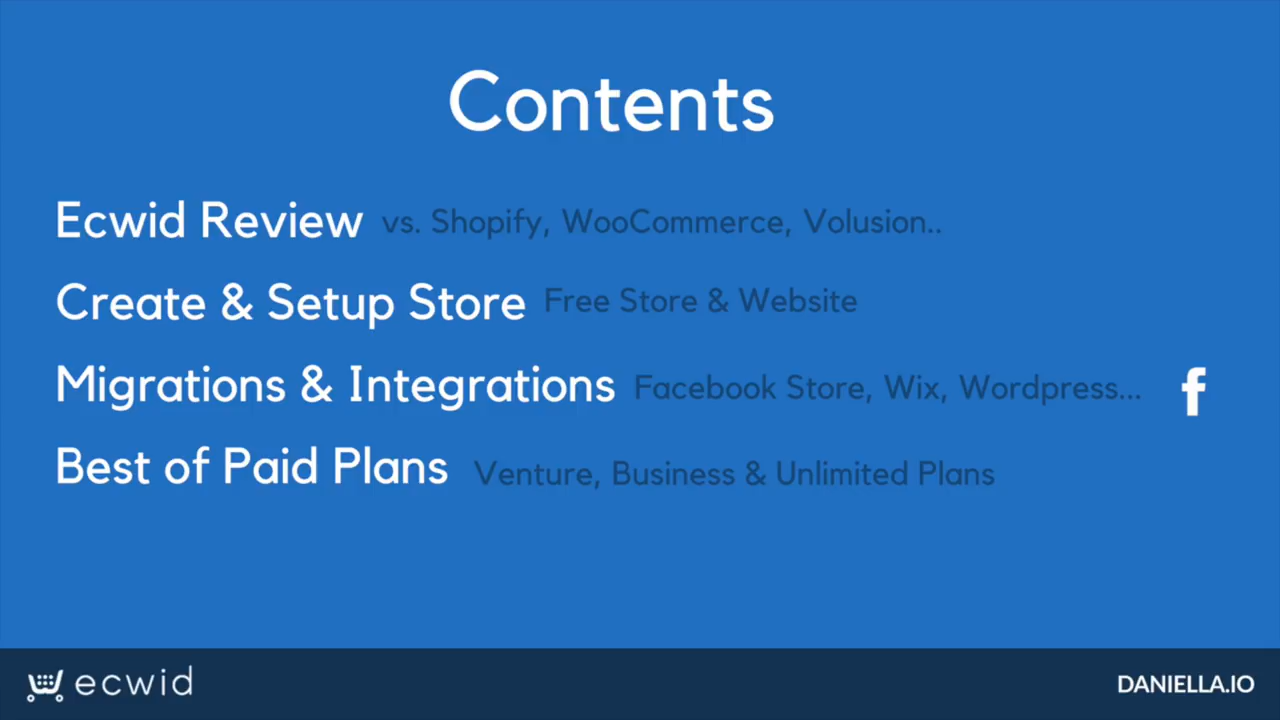 Contents
Ecwid Review vs. Shopify, WooCommerce, Volusion..
Create & Setup Store Free Store & Website
Migrations & Integrations Facebook Store, Wix, Wordpress... f
Best of Paid Plans Venture, Business & Unlimited Plans
ecwid DANIELLA.IO